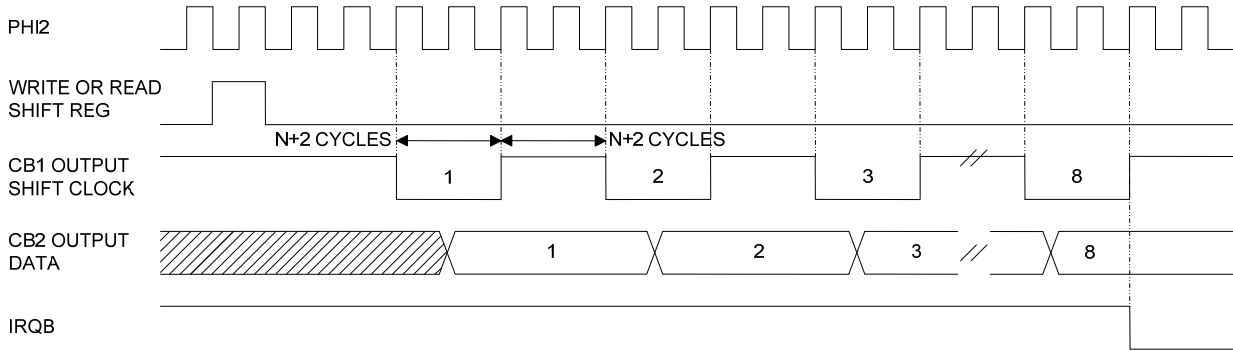 PHI2
WRITE OR READ
SHIFT REG
N+2 CYCLES N+2 CYCLES
CB1 OUTPUT
SHIFT CLOCK
1 2 3 8
CB2 OUTPUT
DATA
1 2 3 8
IRQB